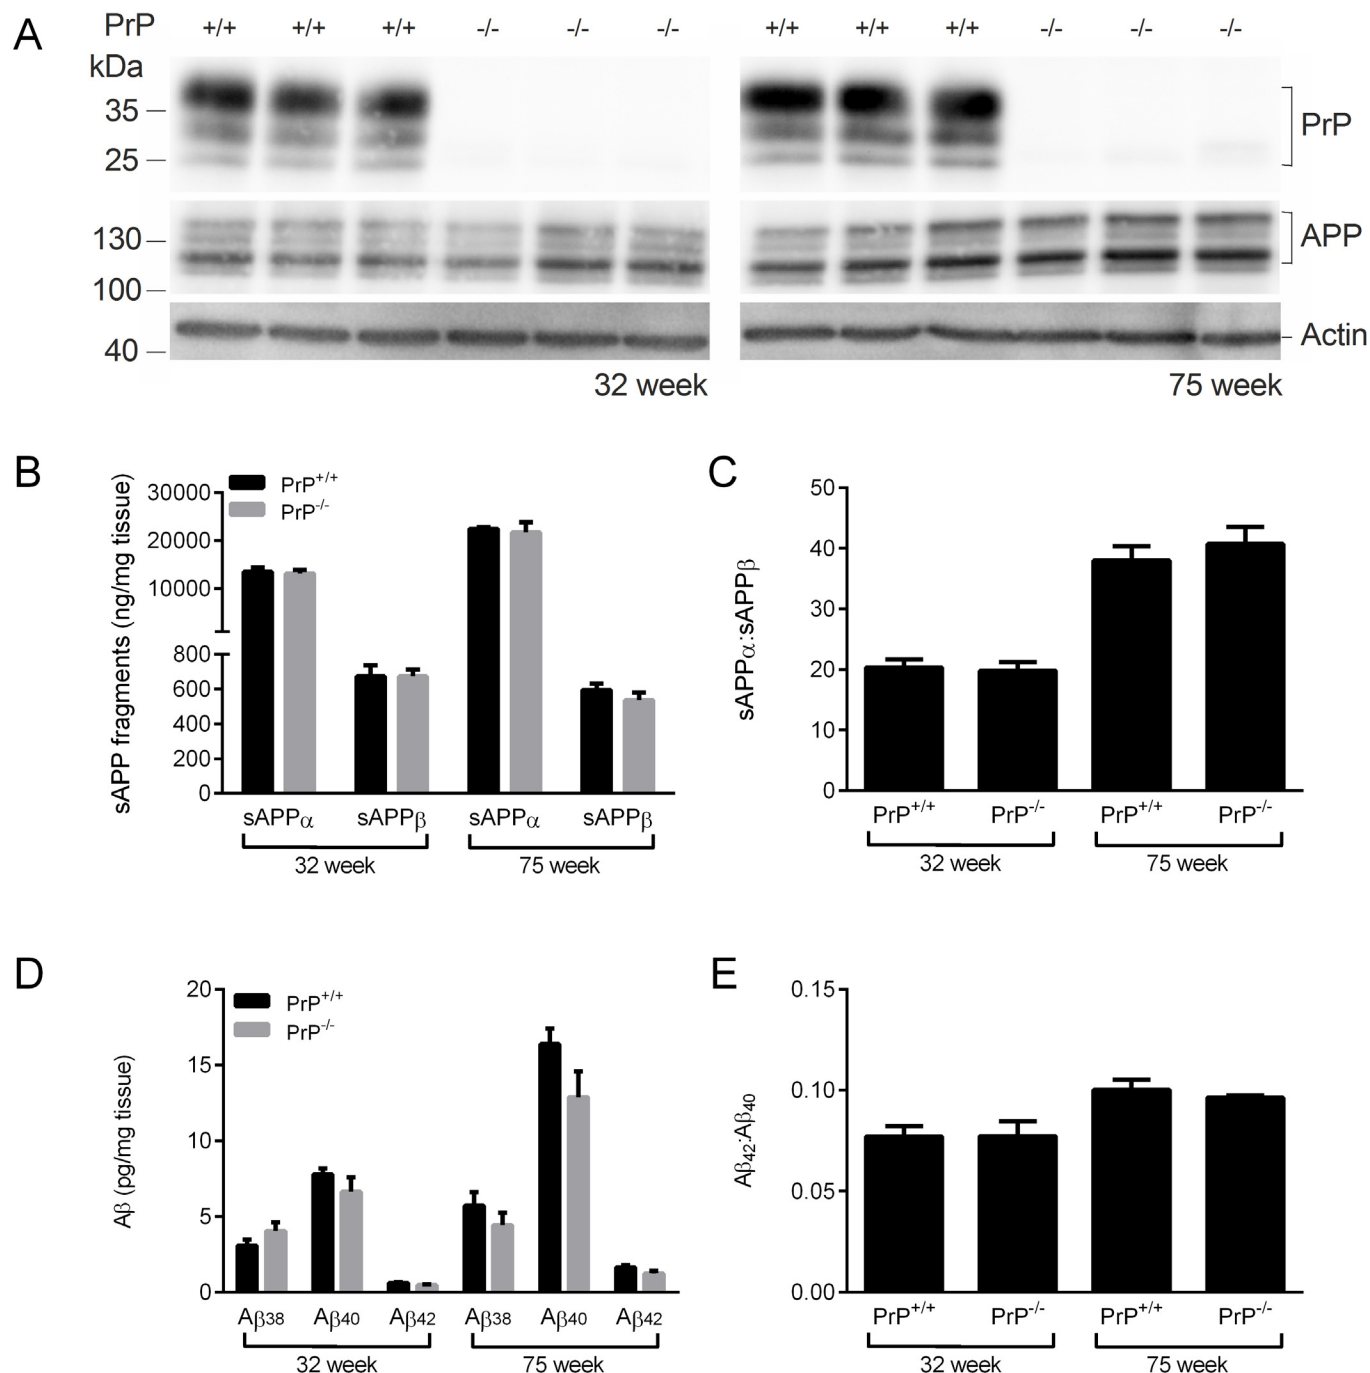 A
PrP +/+ +/+ +/+ -/- -/- -/- +/+ +/+ +/+ -/- -/- -/-
kDa
35
25
PrP
130
100
APP
40
Actin
32 week 75 week
B
sAPP fragments (ng/mg tissue)
PrP+/+
PrP-/-
30000
20000
10000
800
600
400
200
0
sAPPα sAPPβ sAPPα sAPPβ
32 week 75 week
C
sAPPα:sAPPβ
50
40
30
20
10
0
PrP+/+ PrP-/- PrP+/+ PrP-/-
32 week 75 week
D
Aβ (pg/mg tissue)
PrP+/+
PrP-/-
20
15
10
5
0
Aβ38 Aβ40 Aβ42 Aβ38 Aβ40 Aβ42
32 week 75 week
E
Aβ42:Aβ40
0.15
0.10
0.05
0.00
PrP+/+ PrP-/- PrP+/+ PrP-/-
32 week 75 week